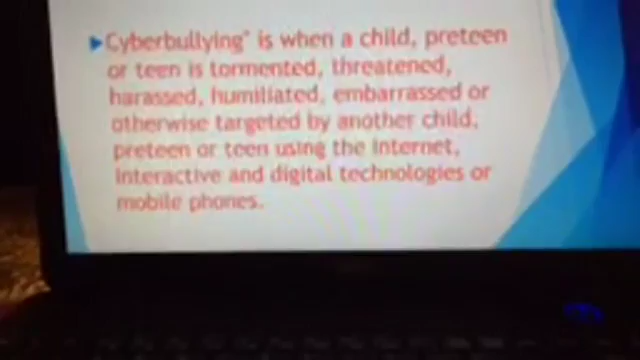 Cyberbullying" is when a child, preteen
or teen is tormented, threatened,
harassed, humiliated, embarrassed or
otherwise targeted by another child,
preteen or teen using the Internet,
interactive and digital technologies or
mobile phones.